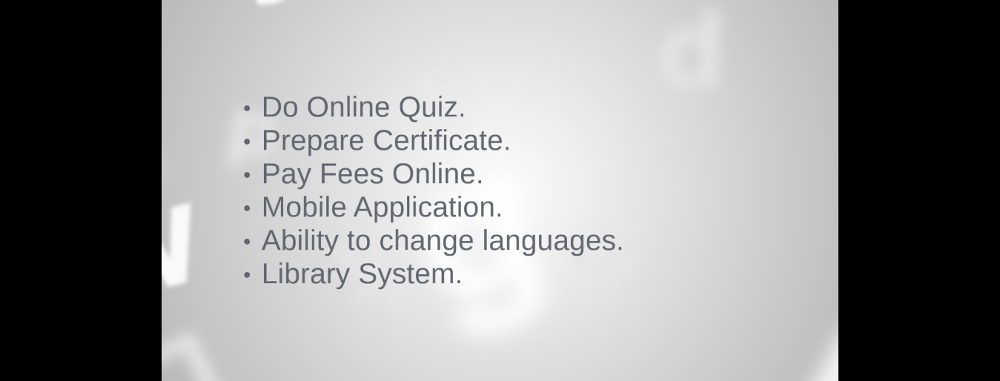 • Do Online Quiz.
• Prepare Certificate.
• Pay Fees Online.
• Mobile Application.
• Ability to change languages.
• Library System.